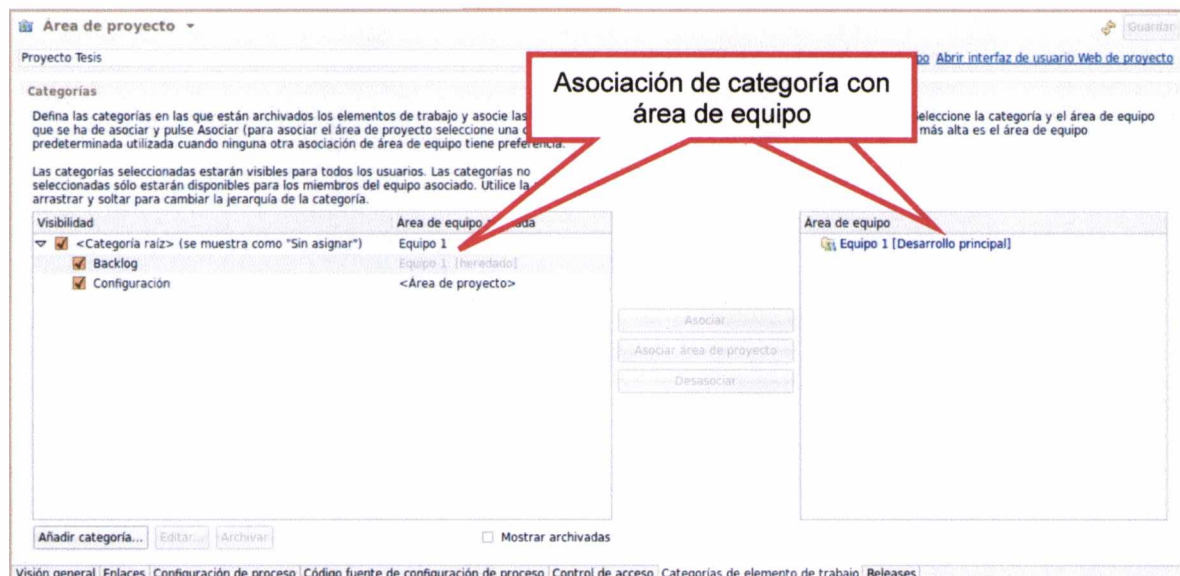 Área de proyecto
Guardar
Proyecto Tesis
Abrir interfaz de usuario Web de proyecto
Asociación de categoría con
área de equipo
Categorías
Defina las categorías en las que están archivados los elementos de trabajo y asocie las
seleccione la categoría y el área de equipo
que se ha de asociar y pulse Asociar (para asociar el área de proyecto seleccione una
más alta es el área de equipo
predeterminada utilizada cuando ninguna otra asociación de área de equipo tiene preferencia.
Las categorías seleccionadas estarán visibles para todos los usuarios. Las categorías no
seleccionadas sólo estarán disponibles para los miembros del equipo asociado. Utilice la
arrastrar y soltar para cambiar la jerarquía de la categoría.
Visibilidad
Área de equipo
Área de equipo
<Categoría raíz> (se muestra como "Sin asignar")
Equipo 1
Equipo 1 [Desarrollo principal]
Backlog
Equipo 1 [heredado]
Configuración
<Área de proyecto>
Asociar
Asociar área de proyecto
Desasociar
Añadir categoría...
Editar...
Archivar
Mostrar archivadas
Visión general
Enlaces
Configuración de proceso
Código fuente de configuración de proceso
Control de acceso
Categorías de elemento de trabajo
Releases